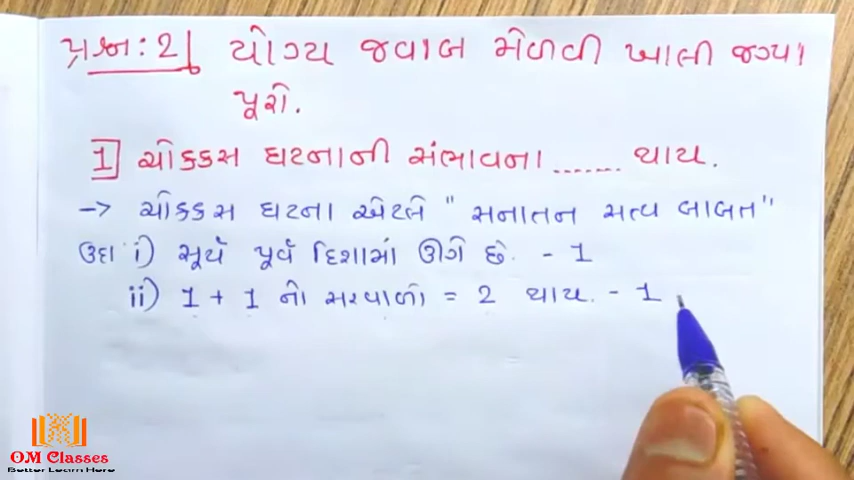 પ્રશ્ન: 2| યોગ્ય જવાબ મેળવી ખાલી જગ્યા
પૂરો.
1] ચોક્કસ ઘટનાની સંભાવના ....... થાય.
-> ચોક્કસ ઘટના એટલે " સનાતન સત્ય બાબત"
ઉદા i) સૂર્ય પૂર્વ દિશામાં ઊગે છે. - 1
ii) 1 + 1 નો સરવાળો = 2 થાય. - 1
OM Classes
Better Learn Here